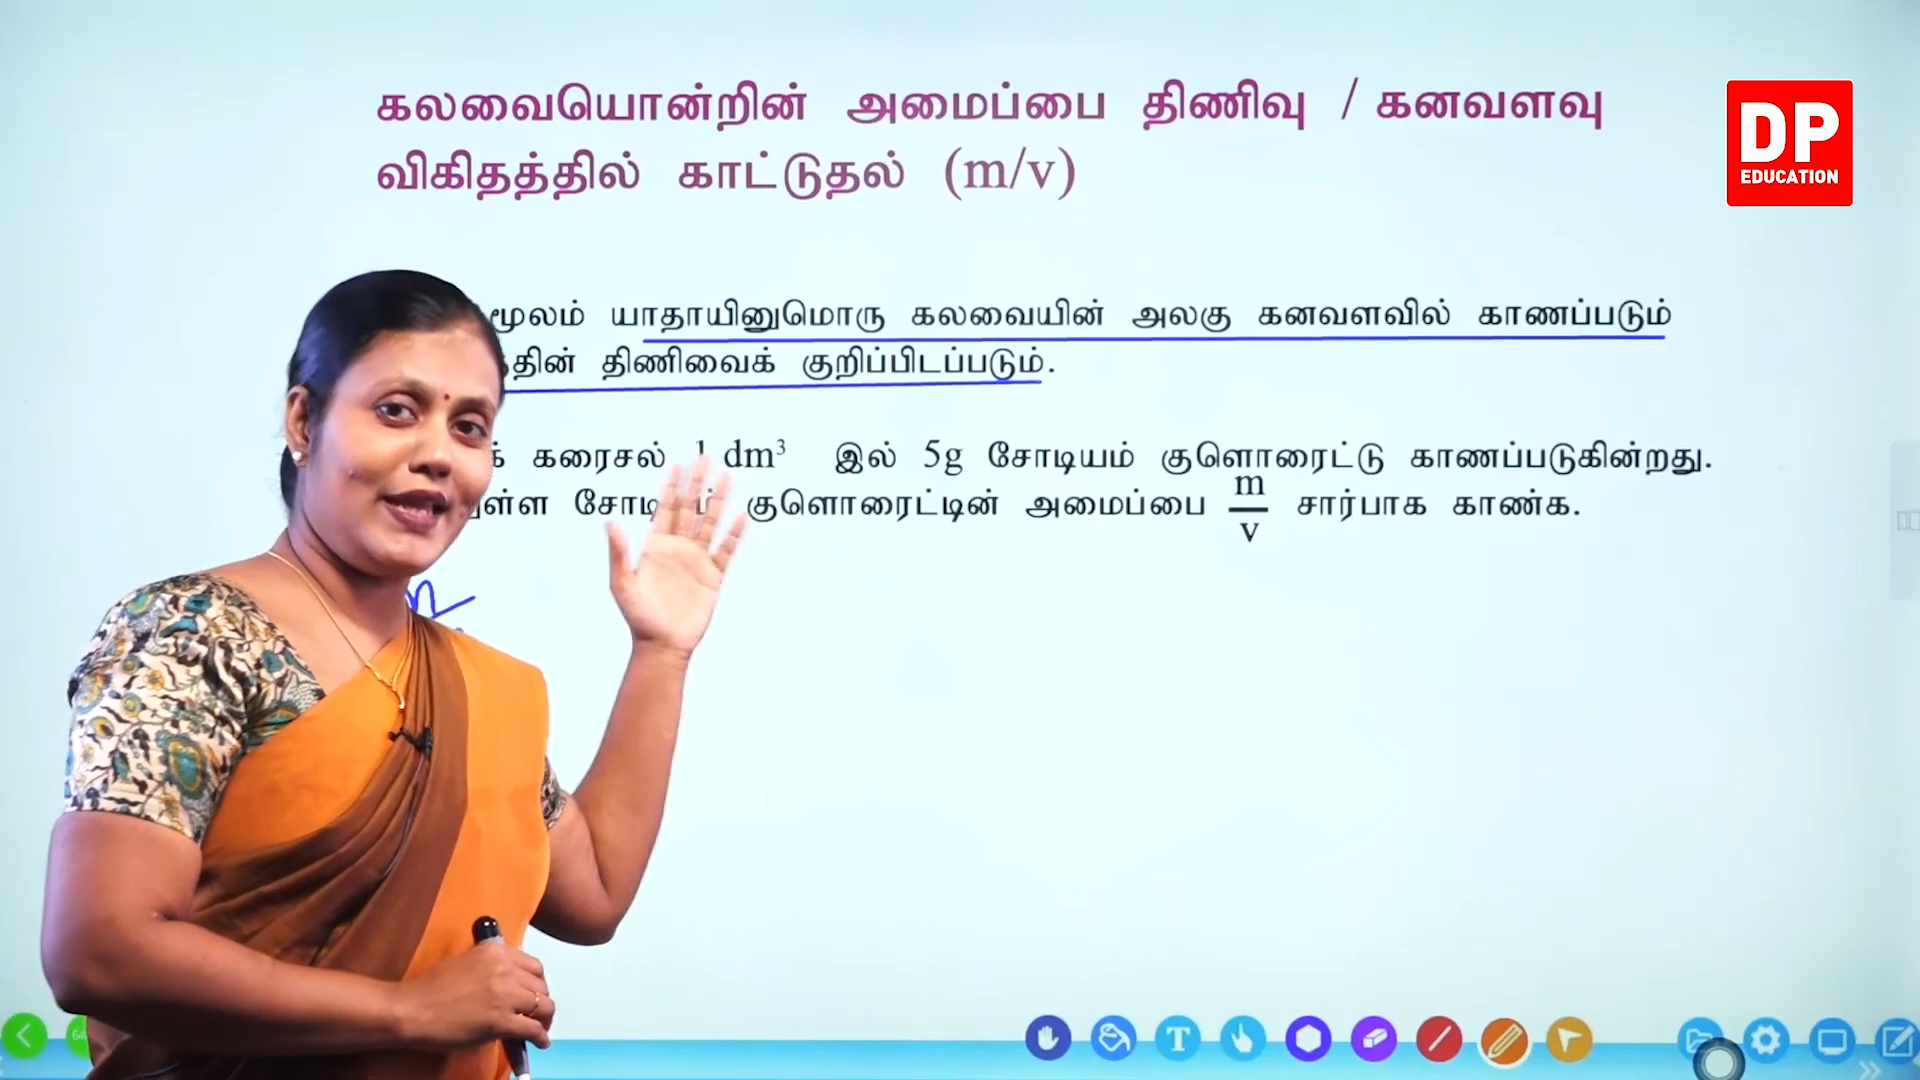 கலவையொன்றின் அமைப்பை திணிவு / கனவளவு
விகிதத்தில் காட்டுதல் (m/v)
DP
EDUCATION
மூலம் யாதாயினுமொரு கலவையின் அலகு கனவளவில் காணப்படும்
திணிவைக் குறிப்பிடப்படும்.
கரைசல் 1 dm³ இல் 5g சோடியம் குளொரைட்டு காணப்படுகின்றது.
குளொரைட்டின் அமைப்பை m/v சார்பாக காண்க.